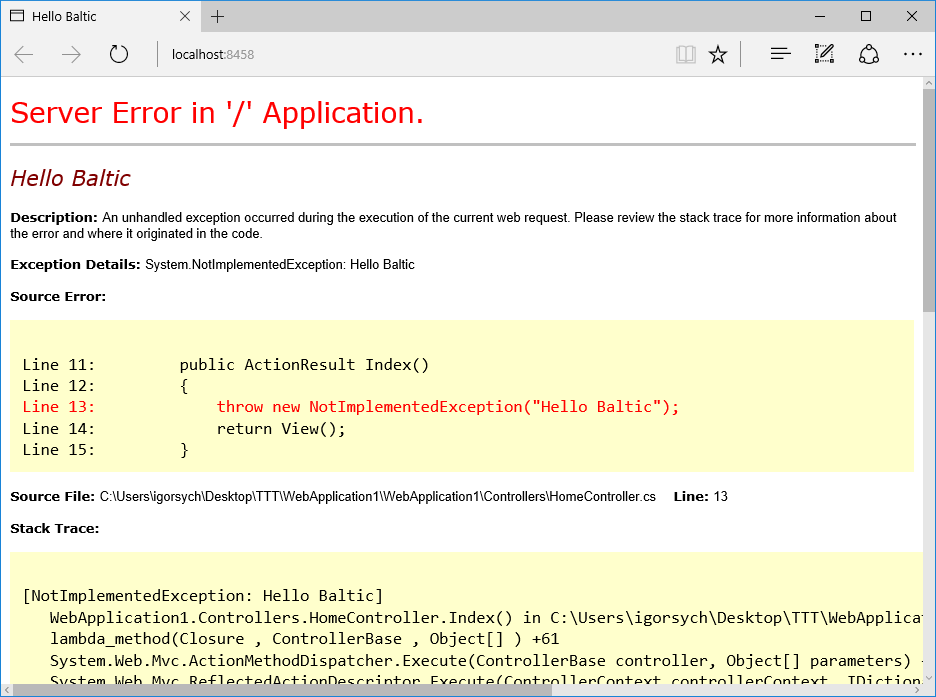 Hello Baltic
localhost:8458
Server Error in '/' Application.
Hello Baltic
Description: An unhandled exception occurred during the execution of the current web request. Please review the stack trace for more information about
the error and where it originated in the code.
Exception Details: System.NotImplementedException: Hello Baltic
Source Error:
Line 11:         public ActionResult Index()
Line 12:         {
Line 13:             throw new NotImplementedException("Hello Baltic");
Line 14:             return View();
Line 15:         }
Source File: C:\Users\igorsych\Desktop\TTT\WebApplication1\WebApplication1\Controllers\HomeController.cs    Line: 13
Stack Trace:
[NotImplementedException: Hello Baltic]
   WebApplication1.Controllers.HomeController.Index() in C:\Users\igorsych\Desktop\TTT\WebApplicat
   lambda_method(Closure , ControllerBase , Object[] ) +61
   System.Web.Mvc.ActionMethodDispatcher.Execute(ControllerBase controller, Object[] parameters)
   System.Web.Mvc.ReflectedActionDescriptor.Execute(ControllerContext controllerContext, IDiction